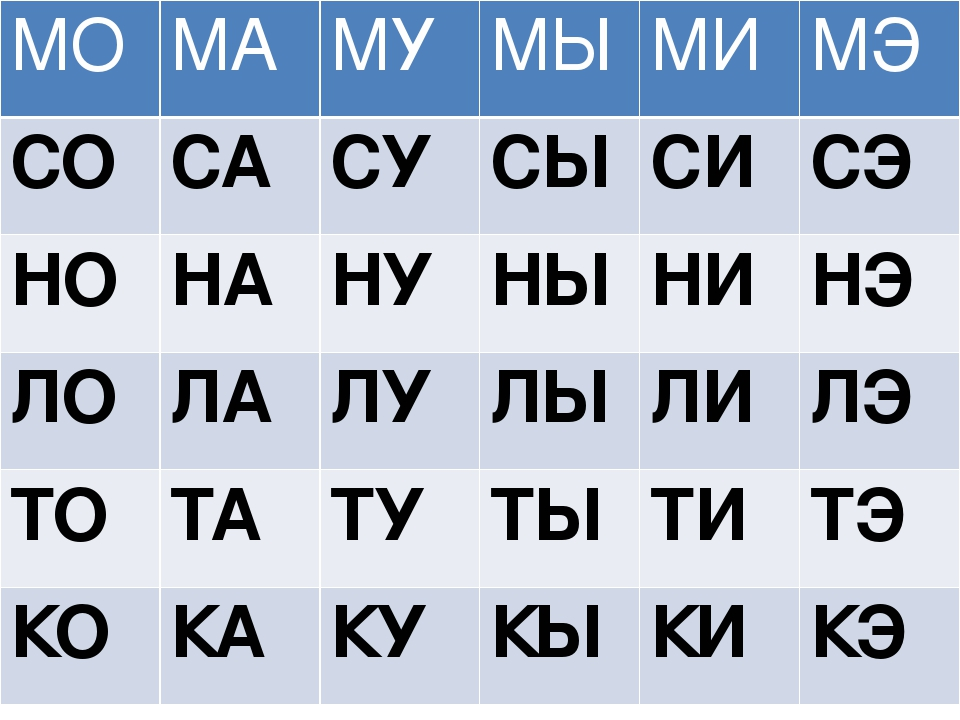 МО МА МУ МЫ МИ МЭ
СО СА СУ СЫ СИ СЭ
НО НА НУ НЫ НИ НЭ
ЛО ЛА ЛУ ЛЫ ЛИ ЛЭ
ТО ТА ТУ ТЫ ТИ ТЭ
КО КА КУ КЫ КИ КЭ